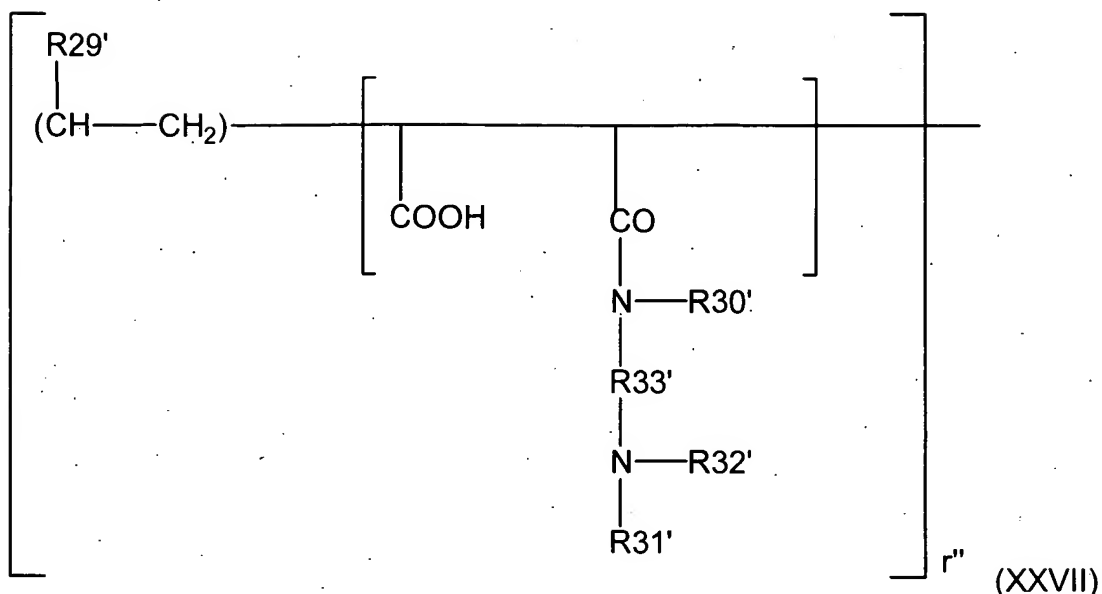 R29'
(CH—CH₂)
COOH CO
N—R30'
R33'
N—R32'
R31'
r" (XXVII)